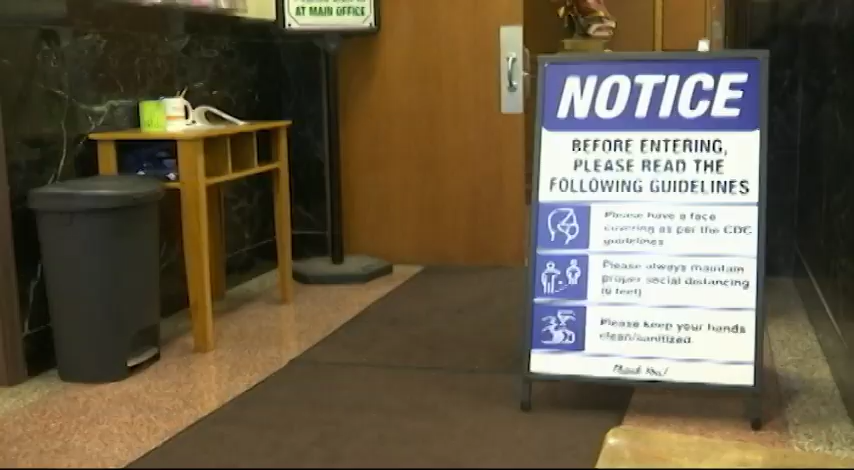 AT MAIN OFFICE
NOTICE
BEFORE ENTERING,
PLEASE READ THE
FOLLOWING GUIDELINES
Please have a face
covering as per the CDC
guidelines
Please always maintain
proper social distancing
(6 feet)
Please keep your hands
clean/sanitized.
Thank You!